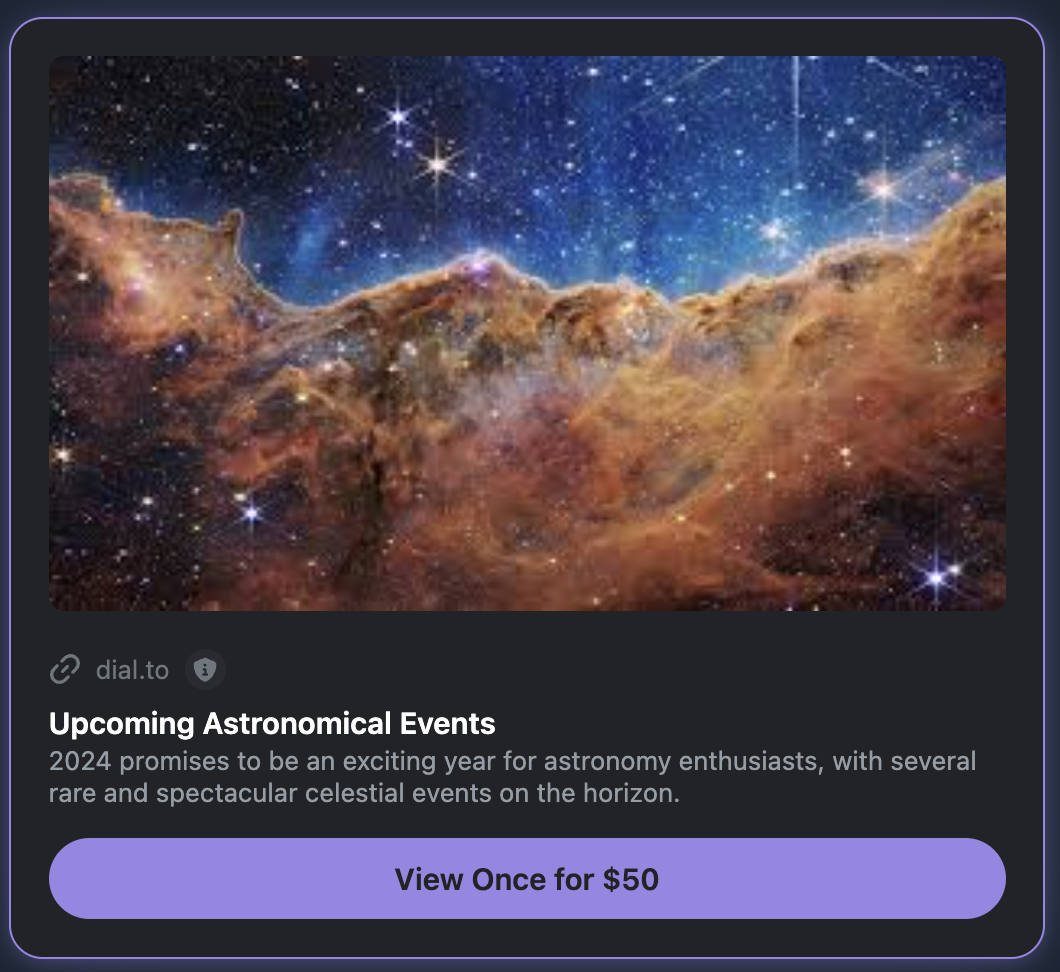 dial.to
Upcoming Astronomical Events
2024 promises to be an exciting year for astronomy enthusiasts, with several
rare and spectacular celestial events on the horizon.
View Once for $50